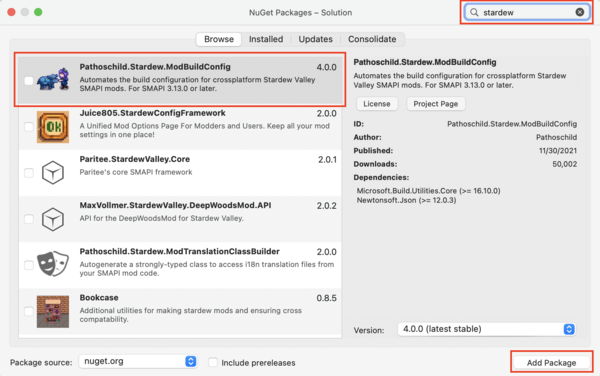 NuGet Packages – Solution
stardew
Browse
Installed
Updates
Consolidate
Pathoschild.Stardew.ModBuildConfig
4.0.0
Automates the build configuration for crossplatform Stardew Valley
SMAPI mods. For SMAPI 3.13.0 or later.
Juice805.StardewConfigFramework
2.0.0
A Unified Mod Options Page For Modders and Users. Keep all your mod
settings in one place!
Paritee.StardewValley.Core
2.0.1
Paritee's core SMAPI framework
MaxVollmer.StardewValley.DeepWoodsMod.API
2.0.2
API for the DeepWoodsMod for Stardew Valley.
Pathoschild.Stardew.ModTranslationClassBuilder
2.0.0
Autogenerate a strongly-typed class to access i18n translation files from
your SMAPI mod code.
Bookcase
0.8.5
Additional utilities for making stardew mods and ensuring cross
compatability.
Pathoschild.Stardew.ModBuildConfig
Automates the build configuration for crossplatform Stardew
Valley SMAPI mods. For SMAPI 3.13.0 or later.
License
Project Page
ID:
Pathoschild.Stardew.ModBuildConfig
Author:
Pathoschild
Published:
11/30/2021
Downloads:
50,002
Dependencies:
Microsoft.Build.Utilities.Core (>= 16.10.0)
Newtonsoft.Json (>= 12.0.3)
Version:
4.0.0 (latest stable)
Package source:
nuget.org
Include prereleases
Add Package